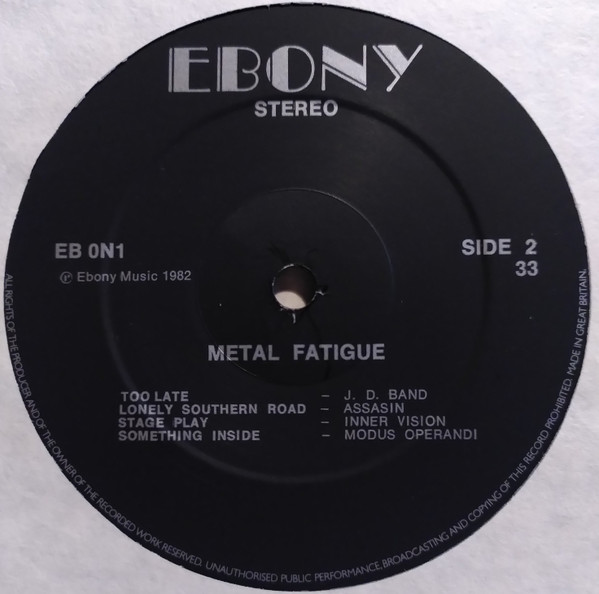 EBONY
STEREO
EB 0N1
SIDE 2
℗ Ebony Music 1982
33
METAL FATIGUE
TOO LATE – J. D. BAND
LONELY SOUTHERN ROAD – ASSASIN
STAGE PLAY – INNER VISION
SOMETHING INSIDE – MODUS OPERANDI
ALL RIGHTS OF THE PRODUCER AND OF THE OWNER OF THE RECORDED WORK RESERVED. UNAUTHORISED PUBLIC PERFORMANCE, BROADCASTING AND COPYING OF THIS RECORD PROHIBITED. MADE IN GREAT BRITAIN.